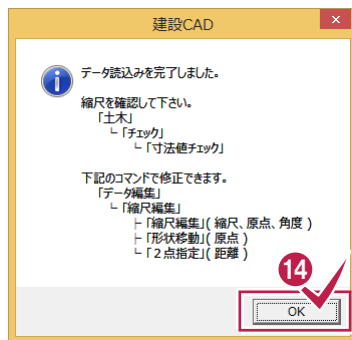 建設CAD
データ読込みを完了しました。
縮尺を確認して下さい。
「土木」
└「チェック」
└「寸法値チェック」
下記のコマンドで修正できます。
「データ編集」
└「縮尺編集」
├「縮尺編集」( 縮尺、原点、角度 )
├「形状移動」( 原点 )
└「２点指定」( 距離 )
14
OK